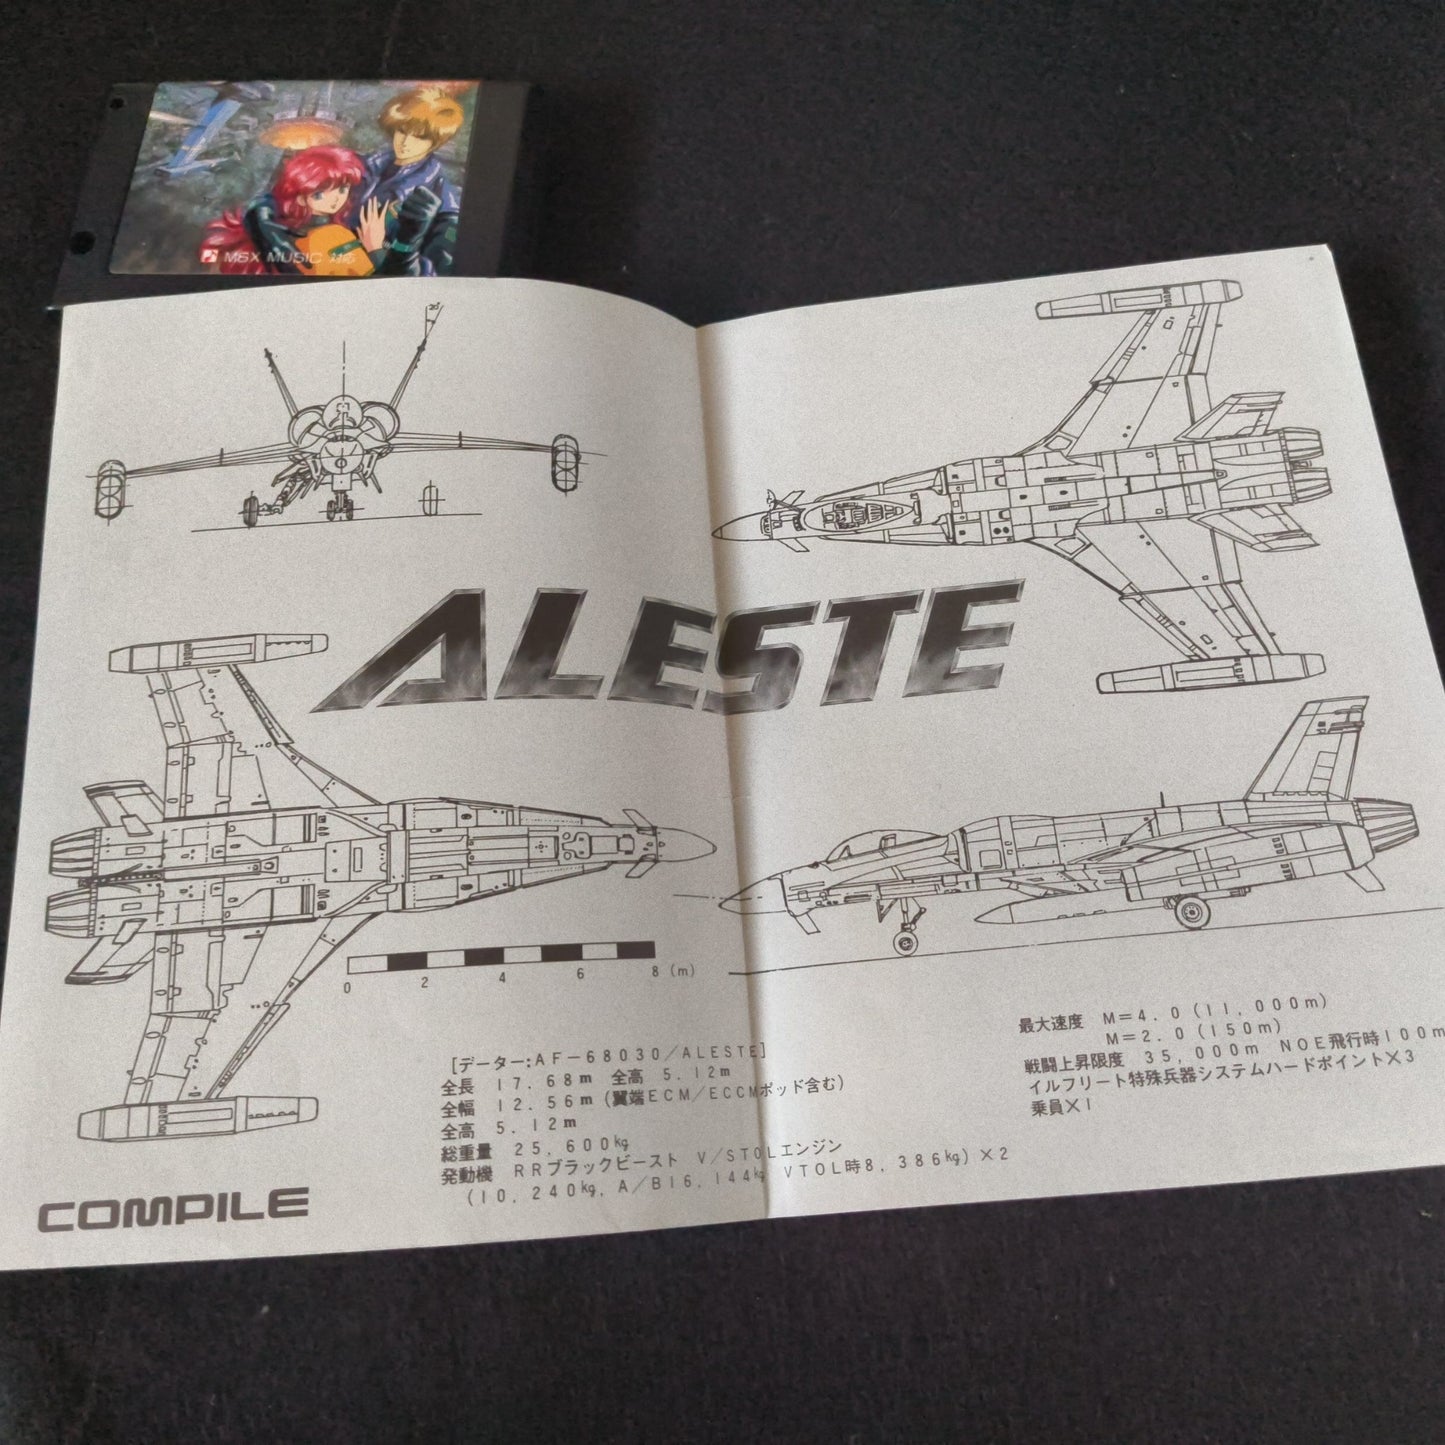 MSX MUSIC 対応
ALESTE
0 2 4 6 8 (m)
[データー:AF-68030/ALESTE]
全長 17.68m 全高 5.12m
全幅 12.56m (翼端ECM/ECCMポッド含む)
全高 5.12m
総重量 25,600kg
発動機 RRブラックビースト V/STOLエンジン
(10,240kg, A/B16,144kg VTOL時8,386kg)×2
最大速度 M=4.0(11,000m)
M=2.0(150m)
戦闘上昇限度 35,000m NOE飛行時100m
イルフリート特殊兵器システムハードポイント×3
乗員×1
COMPILE